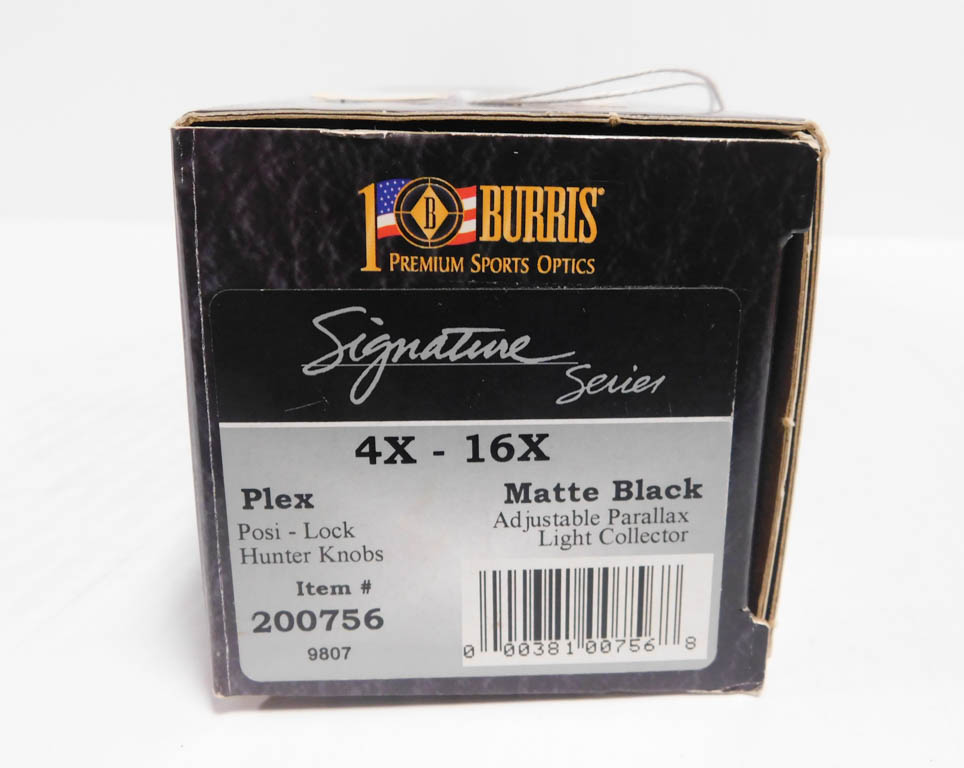 10 B BURRIS®
PREMIUM SPORTS OPTICS
Signature
Series
4X - 16X
Plex
Matte Black
Posi - Lock
Adjustable Parallax
Hunter Knobs
Light Collector
Item #
200756
9807
0 00381 00756 8